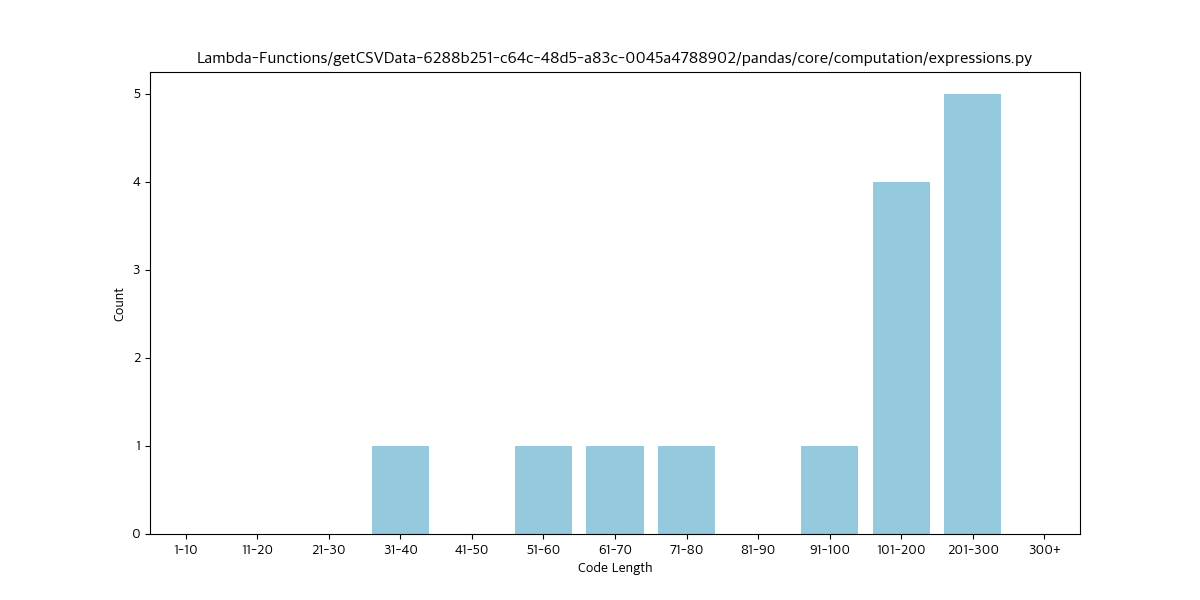 Lambda-Functions/getCSVData-6288b251-c64c-48d5-a83c-0045a4788902/pandas/core/computation/expressions.py
5
4
3
2
1
0
Count
1-10 11-20 21-30 31-40 41-50 51-60 61-70 71-80 81-90 91-100 101-200 201-300 300+
Code Length